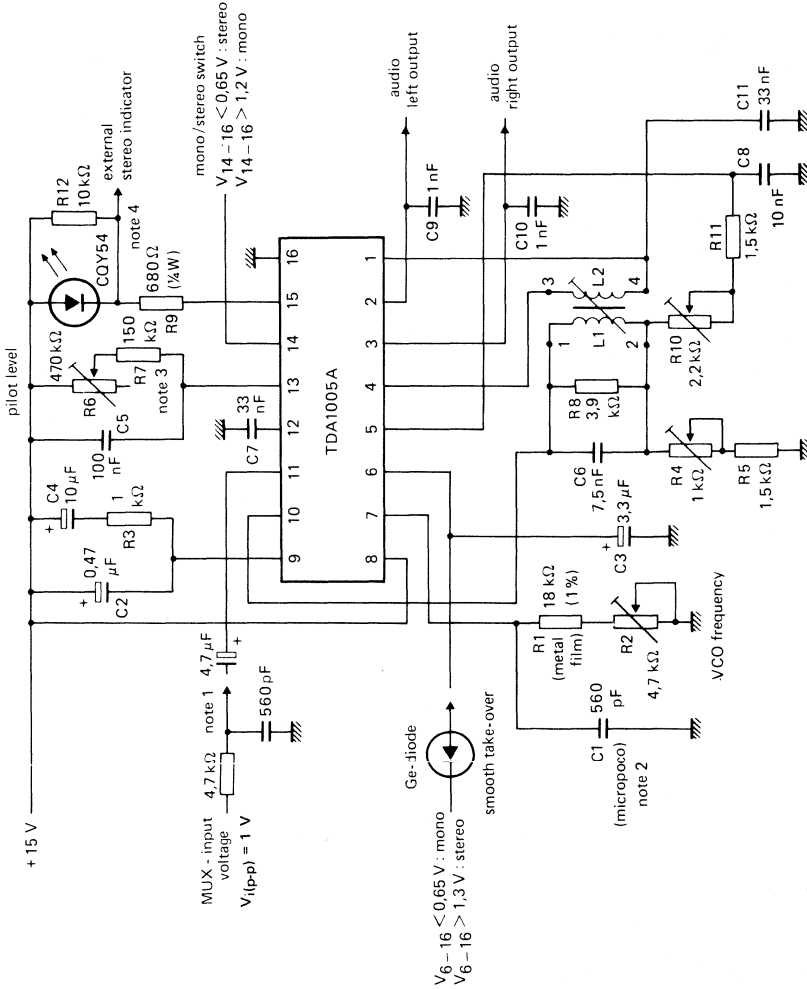 +15 V
pilot level
C2
0,47
µF
+
C4
10 µF
+
R3
1
kΩ
100
nF
C5
R6
470 kΩ
R7
150
kΩ
note 3
CQY54
680 Ω
(¼W)
R9
R12
10 kΩ
external
stereo indicator
note 4
mono/stereo switch
V14–16 < 0,65 V : stereo
V14–16 > 1,2 V : mono
MUX - input
voltage
Vi(p-p) = 1 V
4,7 kΩ
note 1
560 pF
4,7 µF
+
C7
33
nF
9
10
11
12
13
14
15
16
TDA1005A
8
7
6
5
4
3
2
1
audio
left output
C9
1 nF
audio
right output
C10
1 nF
V6–16 < 0,65 V : mono
V6–16 > 1,3 V : stereo
Ge-diode
smooth take-over
C1
560
pF
(micropoco)
note 2
R1
(metal
film)
18 kΩ
(1%)
R2
4,7 kΩ
VCO frequency
C3
+
3,3 µF
C6
7,5 nF
R8
3,9
kΩ
1
L1
2
3
L2
4
R4
1 kΩ
R5
1,5 kΩ
R10
2,2 kΩ
R11
1,5 kΩ
C8
10 nF
C11
33 nF